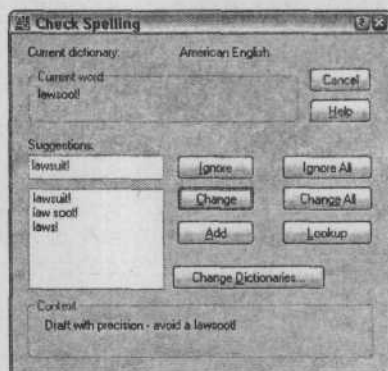 Check Spelling
Current dictionary: American English
Current word
lawsoot!
Cancel
Help
Suggestions:
lawsuit!
Ignore
Ignore All
lawsuit!
law soot!
laws!
Change
Change All
Add
Lookup
Change Dictionaries...
Context
Draft with precision - avoid a lawsoot!